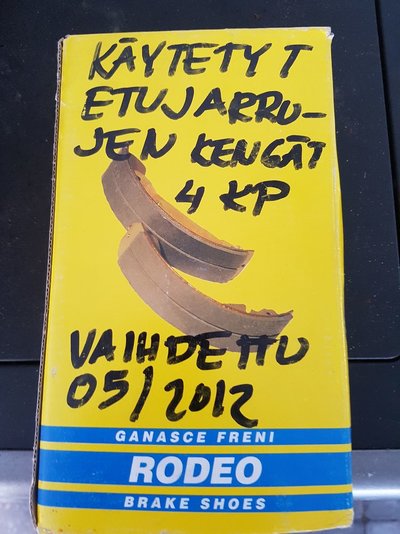 KÄYTETYT
ETUJARRU-
JEN KENGÄT
4 KP
VAIHDETTU
05/2012
GANASCE FRENI
RODEO
BRAKE SHOES